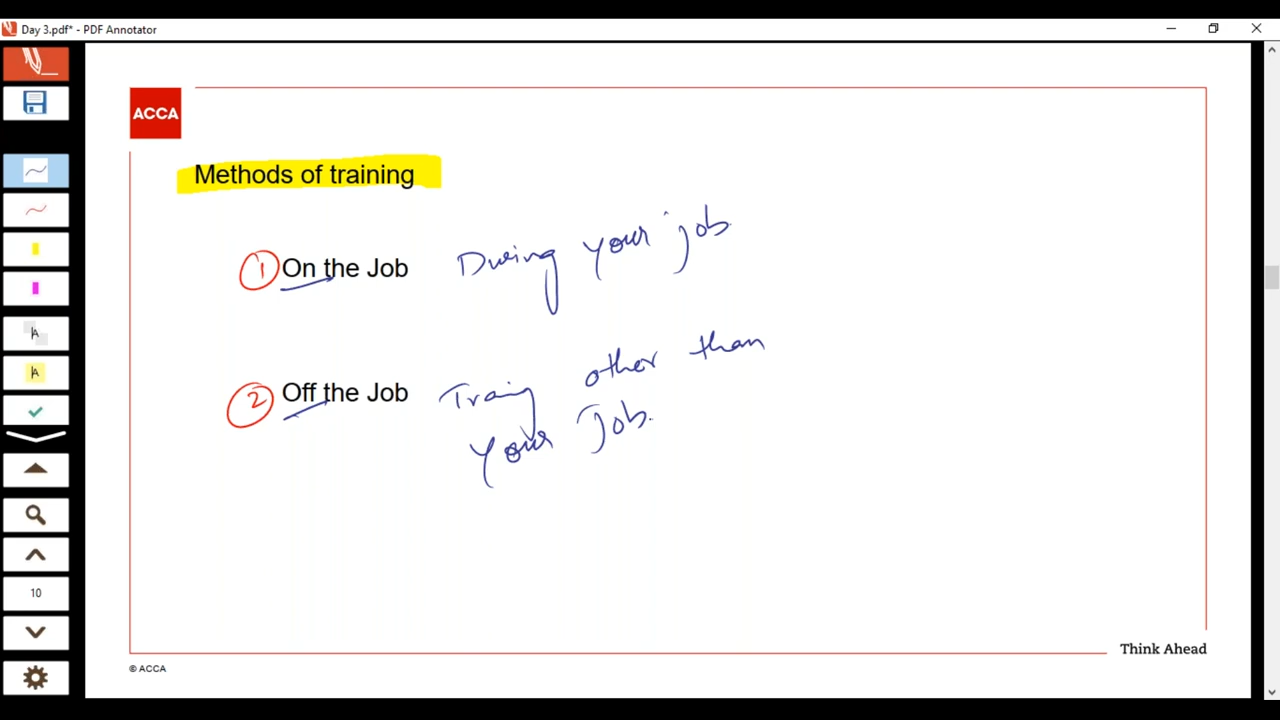 Day 3.pdf* - PDF Annotator
ACCA
Methods of training
1 On the Job During your job
2 Off the Job Traing other than
your Job.
A
A
10
Think Ahead
© ACCA